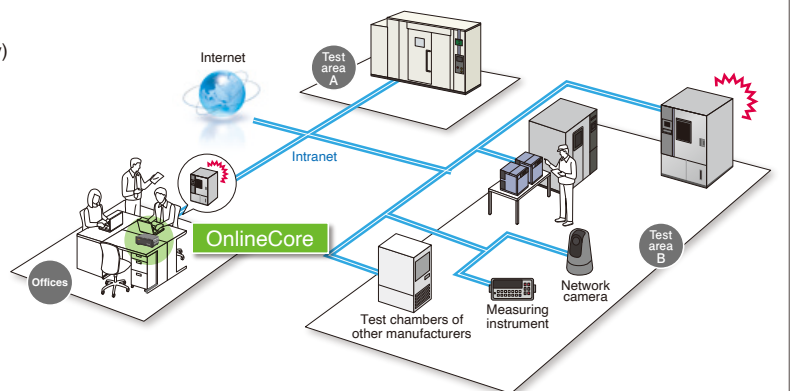 w)
Internet
Test
area
A
Intranet
OnlineCore
Offices
Test
area
B
Network
camera
Measuring
instrument
Test chambers of
other manufacturers